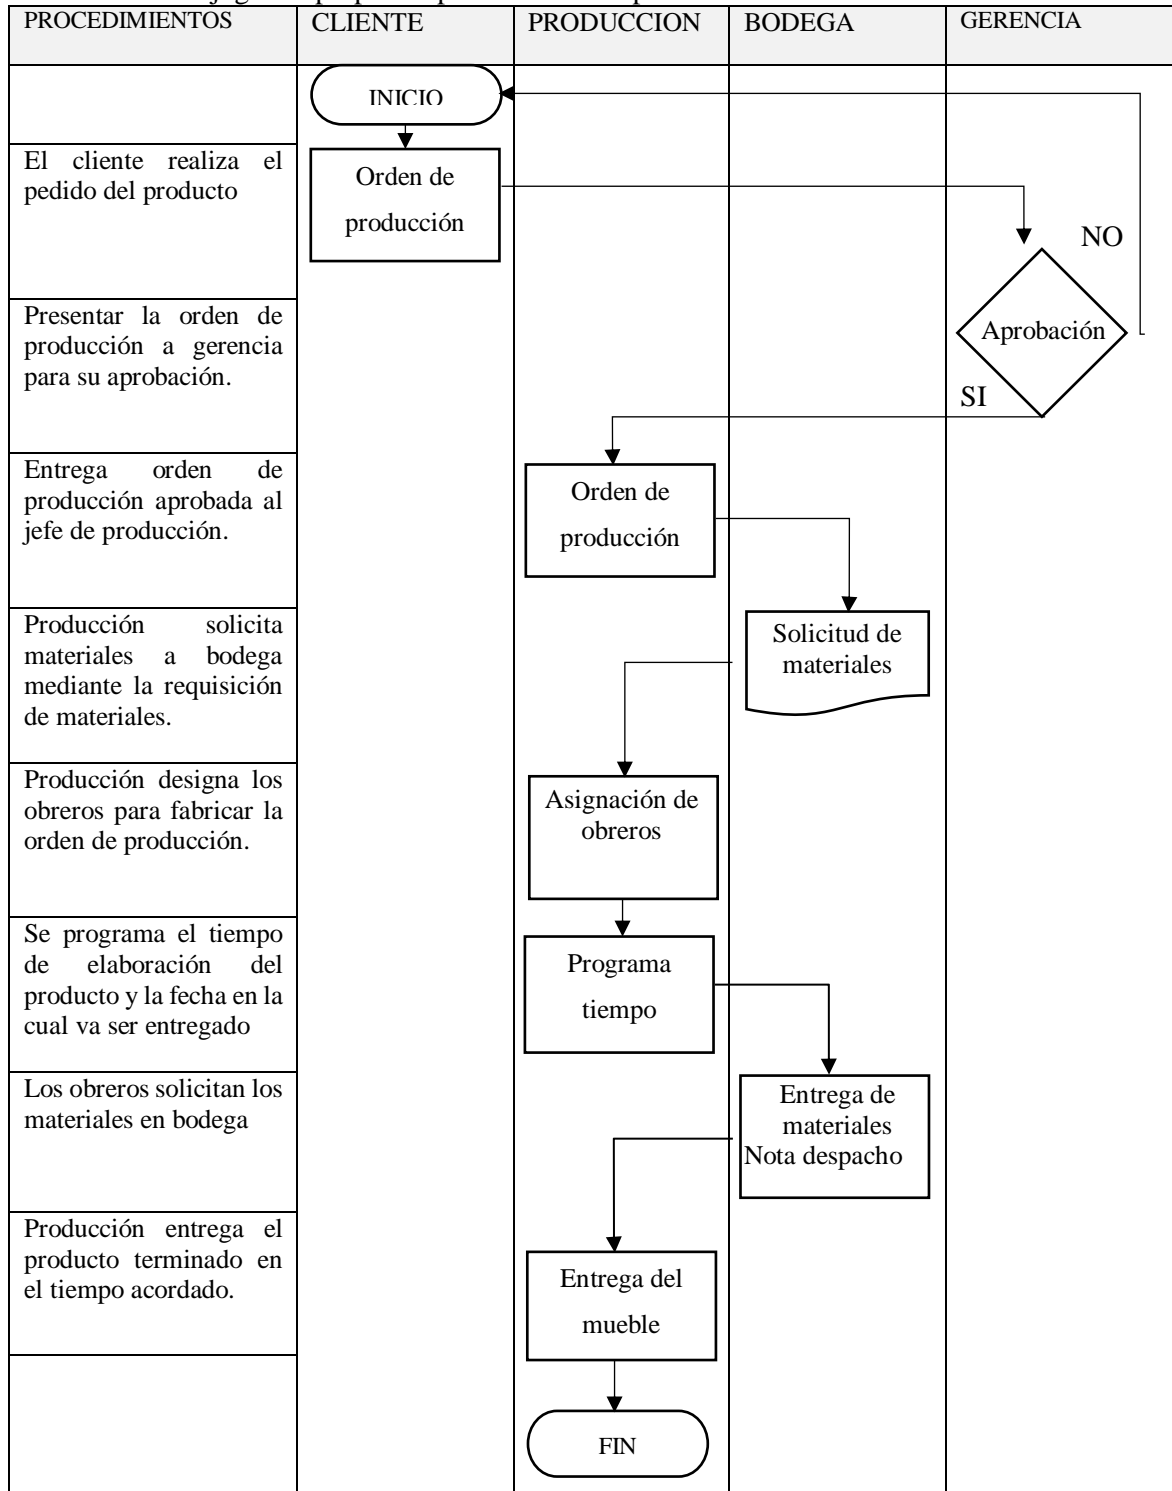 PROCEDIMIENTOS
CLIENTE
PRODUCCION
BODEGA
GERENCIA
INICIO
El cliente realiza el
pedido del producto
Orden de
producción
NO
Presentar la orden de
producción a gerencia
para su aprobación.
Aprobación
SI
Entrega orden de
producción aprobada al
jefe de producción.
Orden de
producción
Producción solicita
materiales a bodega
mediante la requisición
de materiales.
Solicitud de
materiales
Producción designa los
obreros para fabricar la
orden de producción.
Asignación de
obreros
Se programa el tiempo
de elaboración del
producto y la fecha en la
cual va ser entregado
Programa
tiempo
Los obreros solicitan los
materiales en bodega
Entrega de
materiales
Nota despacho
Producción entrega el
producto terminado en
el tiempo acordado.
Entrega del
mueble
FIN